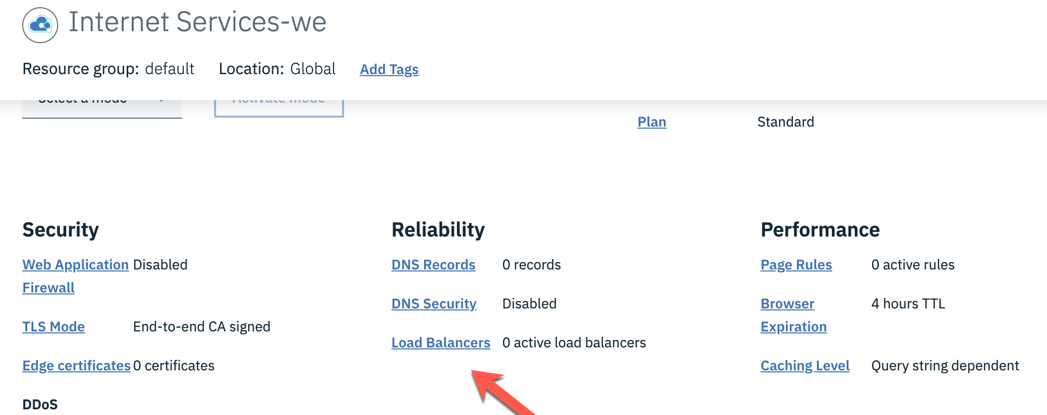 Internet Services-we
Resource group: default Location: Global Add Tags
Select a mode Activate mode
Plan Standard
Security Reliability Performance
Web Application Disabled DNS Records 0 records Page Rules 0 active rules
Firewall
DNS Security Disabled Browser 4 hours TTL
TLS Mode End-to-end CA signed Expiration
Load Balancers 0 active load balancers
Edge certificates 0 certificates Caching Level Query string dependent
DDoS